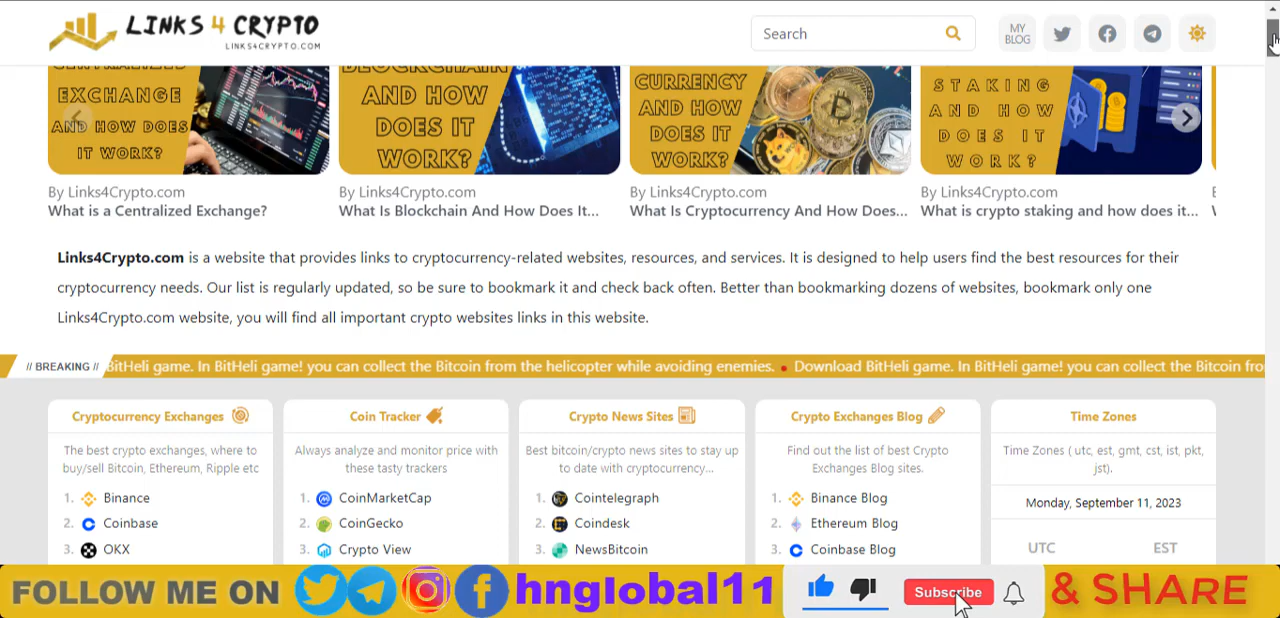 LINKS 4 CRYPTO
LINKS4CRYPTO.COM
Search
MY BLOG
CENTRALIZED EXCHANGE AND HOW DOES IT WORK?
BLOCKCHAIN AND HOW DOES IT WORK?
CURRENCY AND HOW DOES IT WORK?
STAKING AND HOW DOES IT WORK?
By Links4Crypto.com
What is a Centralized Exchange?
By Links4Crypto.com
What Is Blockchain And How Does It...
By Links4Crypto.com
What Is Cryptocurrency And How Does...
By Links4Crypto.com
What is crypto staking and how does it...
Links4Crypto.com is a website that provides links to cryptocurrency-related websites, resources, and services. It is designed to help users find the best resources for their
cryptocurrency needs. Our list is regularly updated, so be sure to bookmark it and check back often. Better than bookmarking dozens of websites, bookmark only one
Links4Crypto.com website, you will find all important crypto websites links in this website.
// BREAKING //
BitHeli game. In BitHeli game! you can collect the Bitcoin from the helicopter while avoiding enemies. • Download BitHeli game. In BitHeli game! you can collect the Bitcoin fro
Cryptocurrency Exchanges
The best crypto exchanges, where to
buy/sell Bitcoin, Ethereum, Ripple etc
1. Binance
2. Coinbase
3. OKX
Coin Tracker
Always analyze and monitor price with
these tasty trackers
1. CoinMarketCap
2. CoinGecko
3. Crypto View
Crypto News Sites
Best bitcoin/crypto news sites to stay up
to date with cryptocurrency...
1. Cointelegraph
2. Coindesk
3. NewsBitcoin
Crypto Exchanges Blog
Find out the list of best Crypto
Exchanges Blog sites.
1. Binance Blog
2. Ethereum Blog
3. Coinbase Blog
Time Zones
Time Zones ( utc, est, gmt, cst, ist, pkt,
jst).
Monday, September 11, 2023
UTC EST
FOLLOW ME ON hnglobal11 Subscribe & SHARE